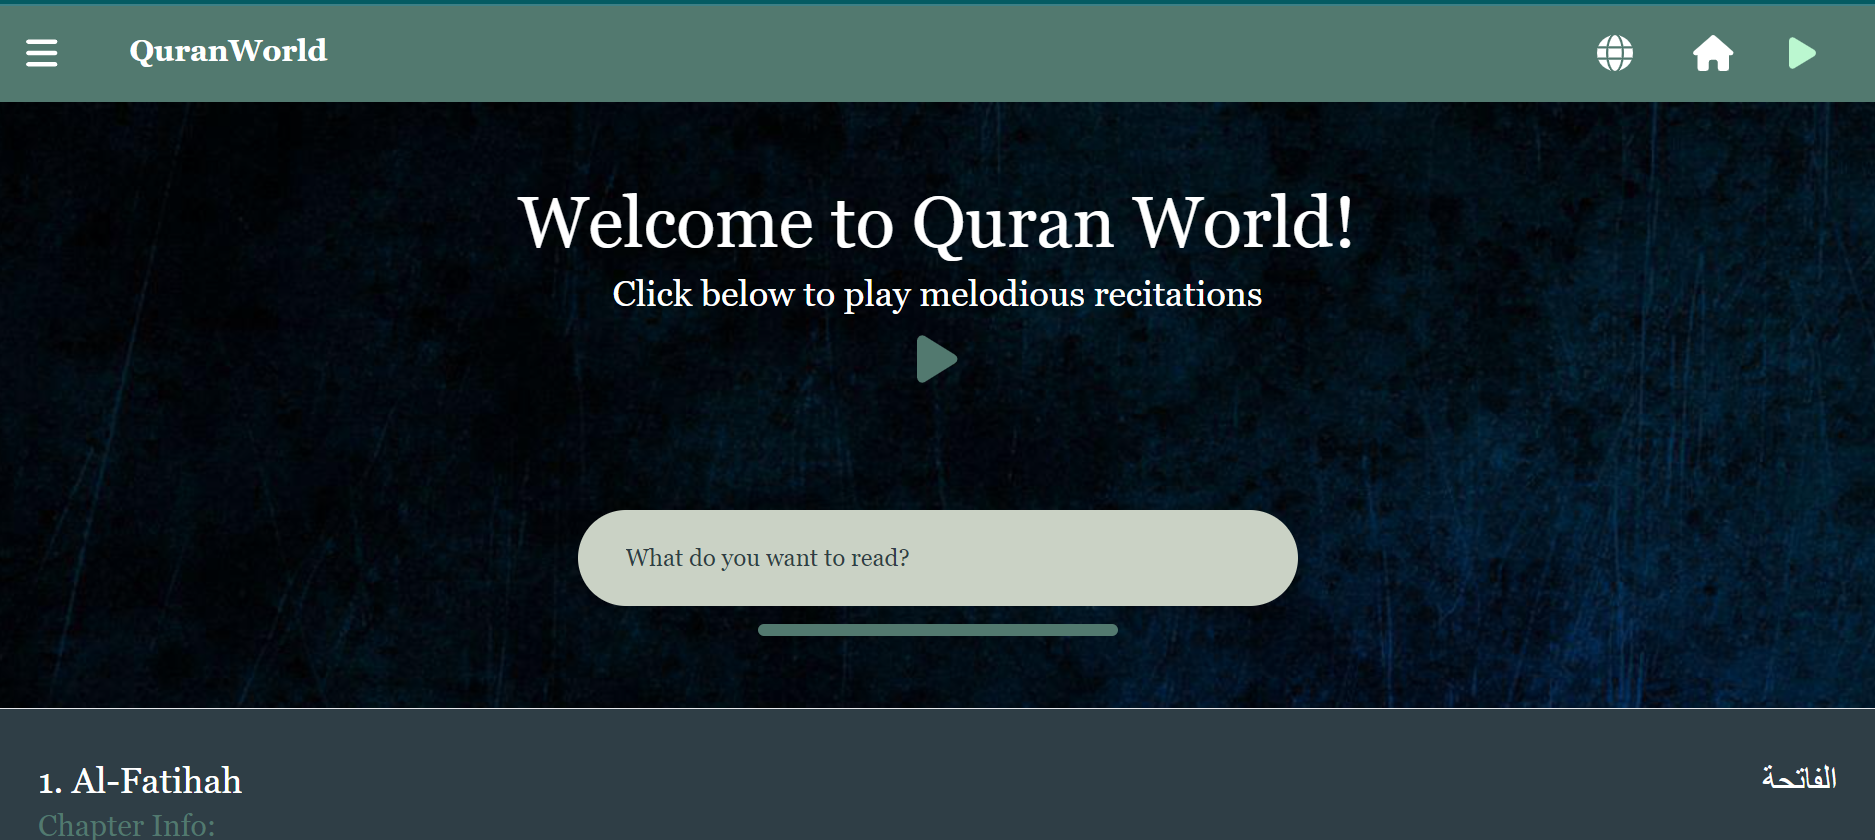 QuranWorld
Welcome to Quran World!
Click below to play melodious recitations
What do you want to read?
1. Al-Fatihah
الفاتحة
Chapter Info: